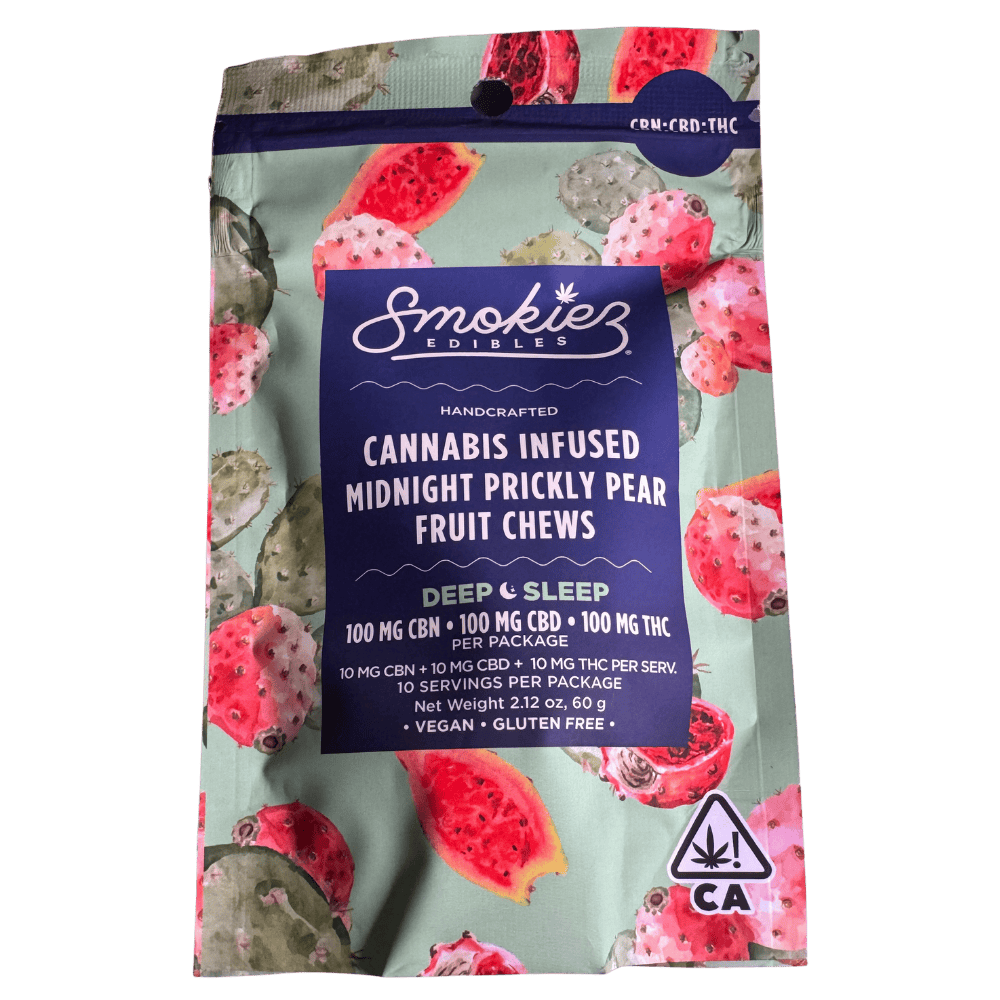 CBN:CBD:THC
Smokiez
EDIBLES ®
HANDCRAFTED
CANNABIS INFUSED
MIDNIGHT PRICKLY PEAR
FRUIT CHEWS
DEEP SLEEP
100 MG CBN • 100 MG CBD • 100 MG THC
PER PACKAGE
10 MG CBN + 10 MG CBD + 10 MG THC PER SERV.
10 SERVINGS PER PACKAGE
Net Weight 2.12 oz, 60 g
• VEGAN • GLUTEN FREE •
!
CA